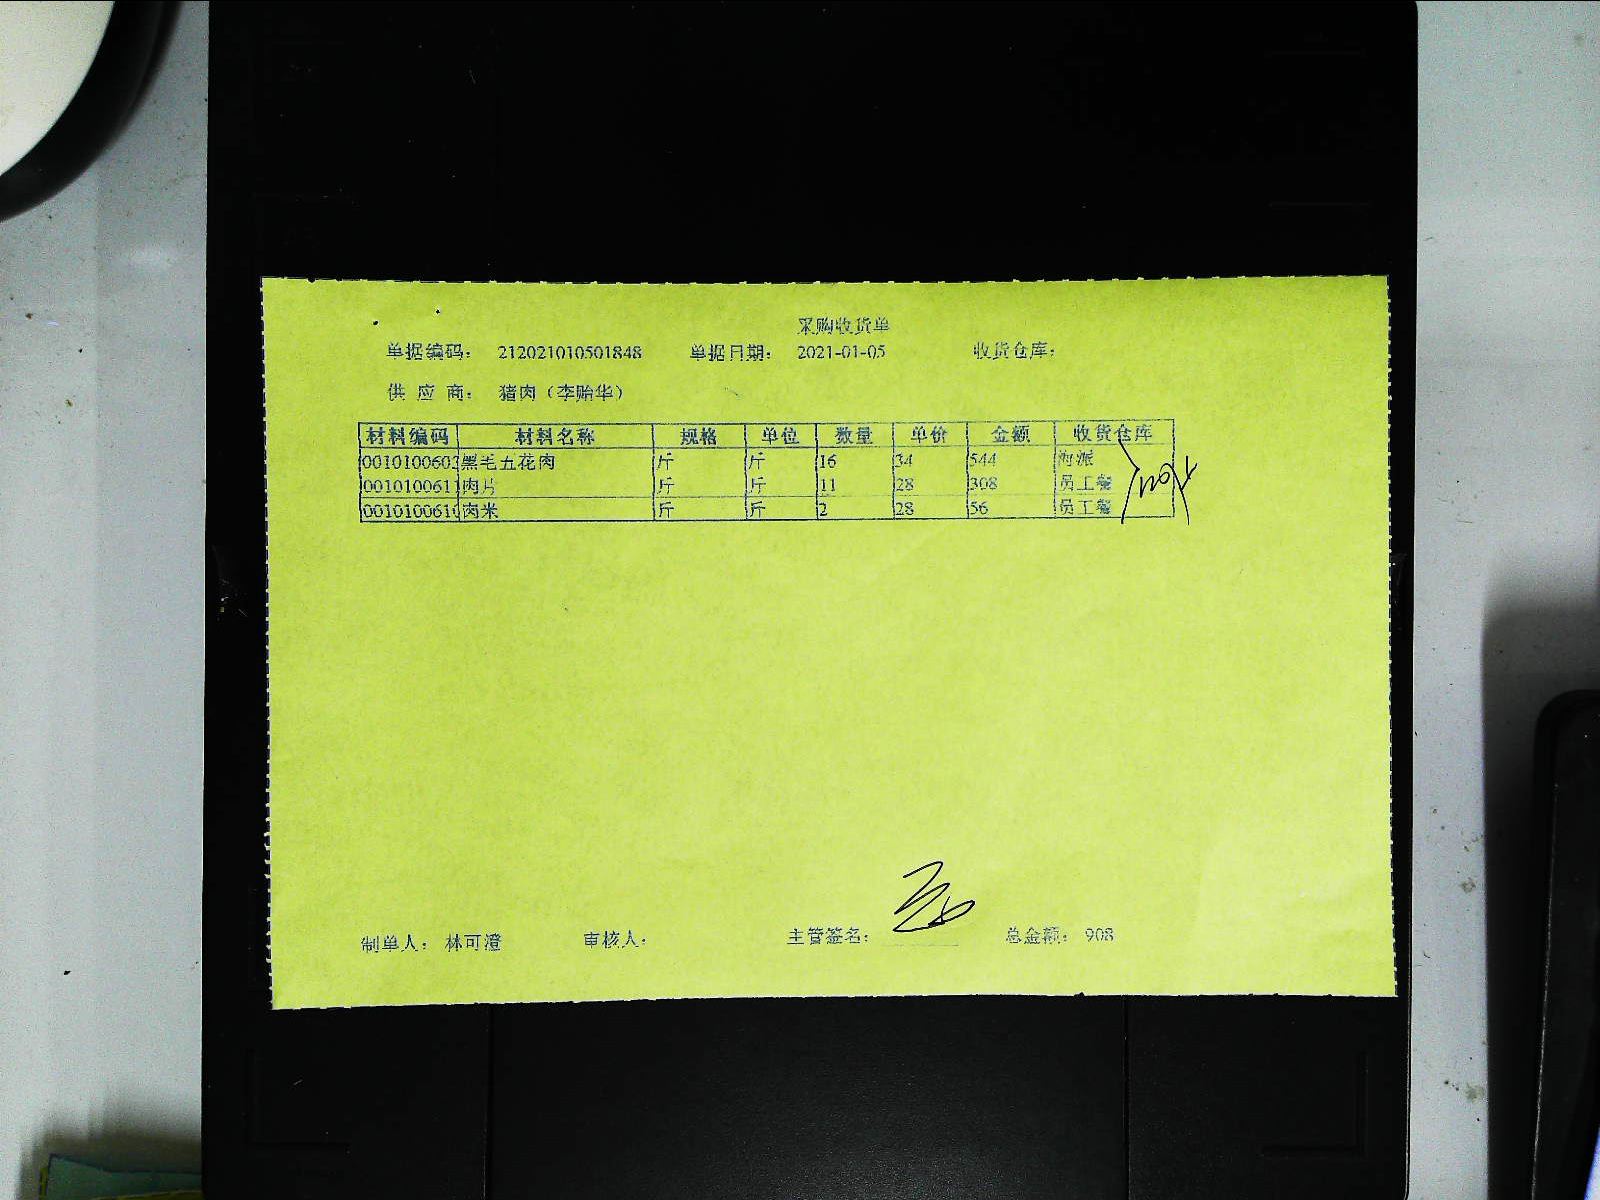 采购收货单
单据编码： 212021010501848 单据日期： 2021-01-05 收货仓库：
供 应 商： 猪肉（李贻华）
材料编码 材料名称 规格 单位 数量 单价 金额 收货仓库
0010100603 黑毛五花肉 斤 斤 16 34 544 海派
0010100611 肉片 斤 斤 11 28 308 员工餐
0010100610 肉米 斤 斤 2 28 56 员工餐
制单人： 林可澄 审核人： 主管签名： 总金额： 908